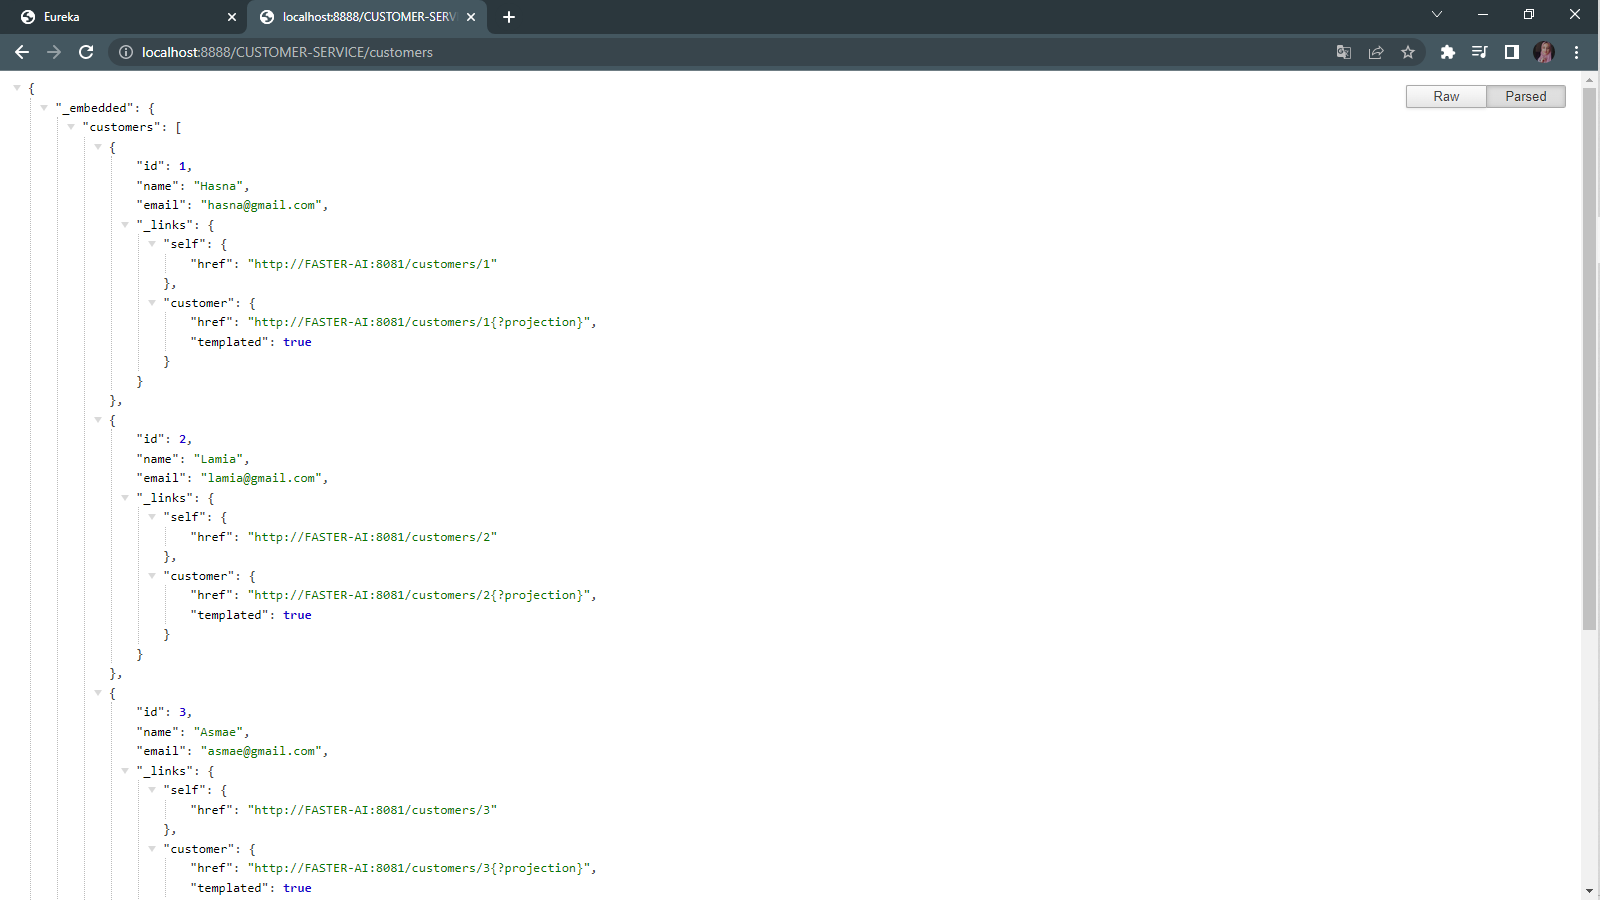 Eureka
localhost:8888/CUSTOMER-SERV
localhost:8888/CUSTOMER-SERVICE/customers
Raw Parsed
{
"_embedded": {
"customers": [
{
"id": 1,
"name": "Hasna",
"email": "hasna@gmail.com",
"_links": {
"self": {
"href": "http://FASTER-AI:8081/customers/1"
},
"customer": {
"href": "http://FASTER-AI:8081/customers/1{?projection}",
"templated": true
}
}
},
{
"id": 2,
"name": "Lamia",
"email": "lamia@gmail.com",
"_links": {
"self": {
"href": "http://FASTER-AI:8081/customers/2"
},
"customer": {
"href": "http://FASTER-AI:8081/customers/2{?projection}",
"templated": true
}
}
},
{
"id": 3,
"name": "Asmae",
"email": "asmae@gmail.com",
"_links": {
"self": {
"href": "http://FASTER-AI:8081/customers/3"
},
"customer": {
"href": "http://FASTER-AI:8081/customers/3{?projection}",
"templated": true